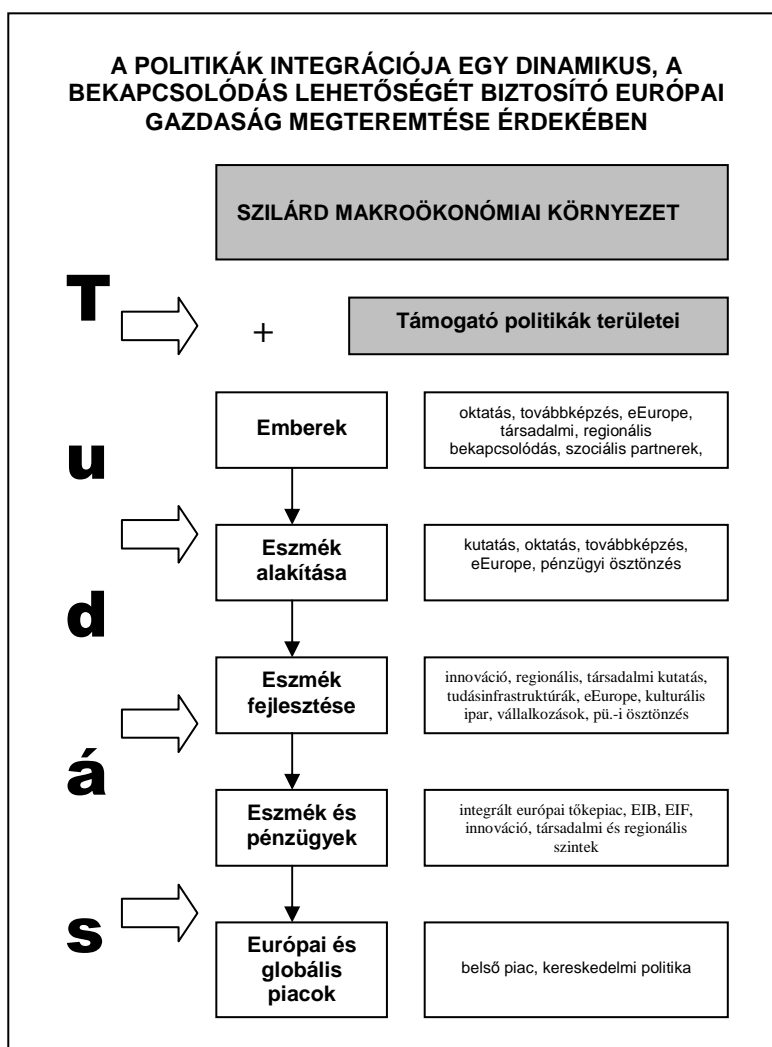 A POLITIKÁK INTEGRÁCIÓJA EGY DINAMIKUS, A
BEKAPCSOLÓDÁS LEHETŐSÉGÉT BIZTOSÍTÓ EURÓPAI
GAZDASÁG MEGTEREMTÉSE ÉRDEKÉBEN
SZILÁRD MAKROÖKONÓMIAI KÖRNYEZET
T
+
Támogató politikák területei
Emberek
oktatás, továbbképzés, eEurope,
társadalmi, regionális
bekapcsolódás, szociális partnerek,
u
Eszmék
alakítása
kutatás, oktatás, továbbképzés,
eEurope, pénzügyi ösztönzés
d
Eszmék
fejlesztése
innováció, regionális, társadalmi kutatás,
tudásinfrastruktúrák, eEurope, kulturális
ipar, vállalkozások, pü.-i ösztönzés
á
Eszmék és
pénzügyek
integrált európai tőkepiac, EIB, EIF,
innováció, társadalmi és regionális
szintek
s
Európai és
globális
piacok
belső piac, kereskedelmi politika